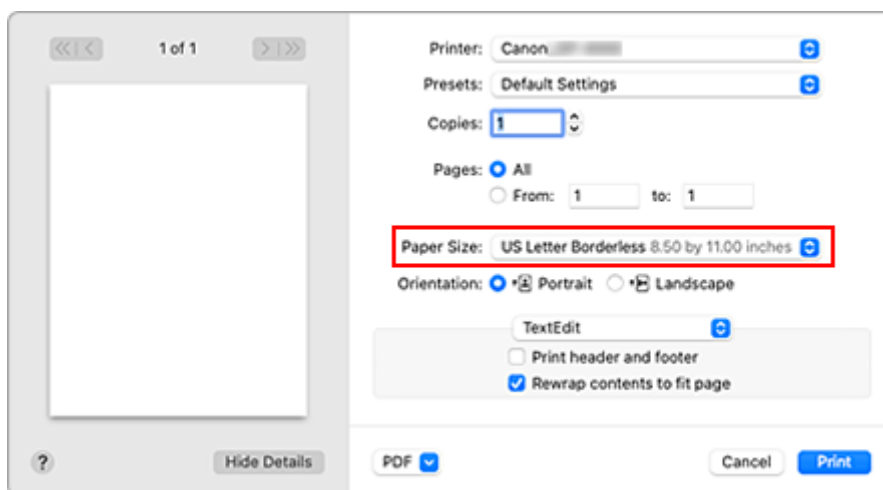 1 of 1
Printer: Canon
Presets: Default Settings
Copies: 1
Pages: All
From: 1 to: 1
Paper Size: US Letter Borderless 8.50 by 11.00 inches
Orientation: Portrait Landscape
TextEdit
Print header and footer
Rewrap contents to fit page
? Hide Details PDF Cancel Print